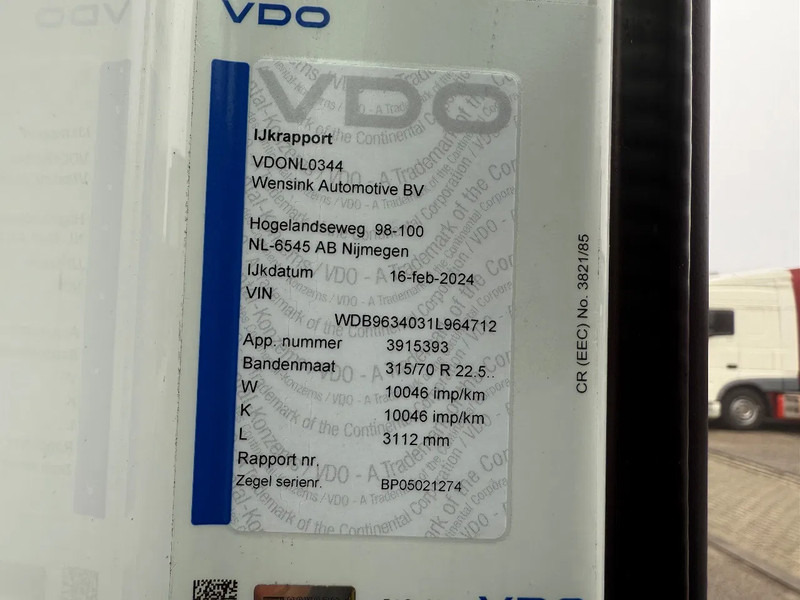 VDO
VDO
IJkrapport
VDONL0344
Wensink Automotive BV
Hogelandseweg 98-100
NL-6545 AB Nijmegen
IJkdatum 16-feb-2024
VIN
WDB9634031L964712
App. nummer 3915393
Bandenmaat 315/70 R 22.5..
W 10046 imp/km
K 10046 imp/km
L 3112 mm
Rapport nr.
Zegel serienr. BP05021274
CR (EEC) No. 3821/85
VDO